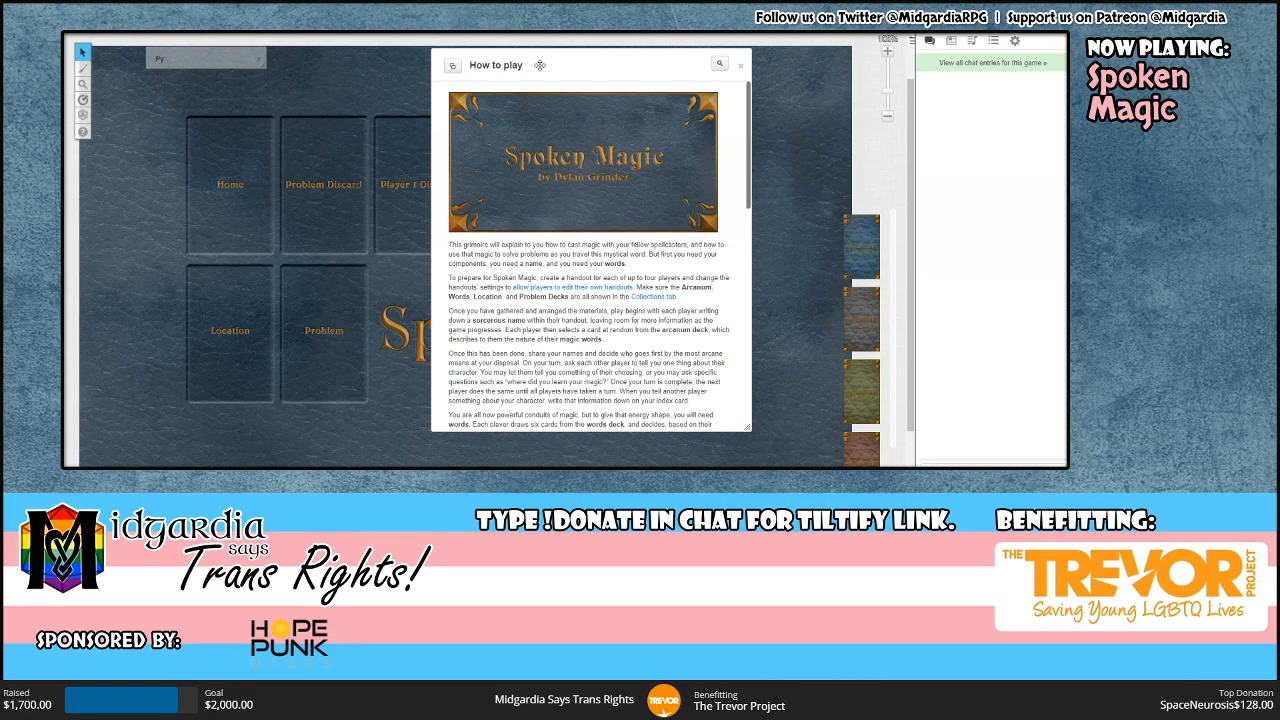 Follow us on Twitter @MidgardiaRPG | Support us on Patreon @Midgardia
NOW PLAYING:
Spoken
Magic
Py
100%
How to play
View all chat entries for this game »
Home
Problem Discard
Player 1 Dis
Location
Problem
Sp
Spoken Magic
by Dylan Grinder
This grimoire will explain to you how to cast magic with your fellow spellcasters, and how to
use that magic to solve problems as you travel this mystical word. But first you need your
components, you need a name, and you need your words.
To prepare for Spoken Magic, create a handout for each of up to four players and change the
handouts' settings to allow players to edit their own handouts. Make sure the Arcanum,
Words, Location, and Problem Decks are all shown in the Collections tab
Once you have gathered and arranged the materials, play begins with each player writing
down a sorcerous name within their handout, leaving room for more information as the
game progresses. Each player then selects a card at random from the arcanum deck, which
describes to them the nature of their magic words.
Once this has been done, share your names and decide who goes first by the most arcane
means at your disposal. On your turn, ask each other player to tell you one thing about their
character. You may let them tell you something of their choosing, or you may ask specific
questions such as "where did you learn your magic?" Once your turn is complete, the next
player does the same until all players have taken a turn. When you tell another player
something about your character, write that information down on your index card.
You are all now powerful conduits of magic, but to give that energy shape, you will need
words. Each player draws six cards from the words deck, and decides, based on their
Midgardia
says
Trans Rights!
TYPE !DONATE IN CHAT FOR TILTIFY LINK.
BENEFITTING:
THE TREVOR PROJECT
Saving Young LGBTQ Lives
SPONSORED BY:
HOPE
PUNK
Raised
$1,700.00
Goal
$2,000.00
Midgardia Says Trans Rights
TREVOR
Benefitting
The Trevor Project
Top Donation
SpaceNeurosis$128.00